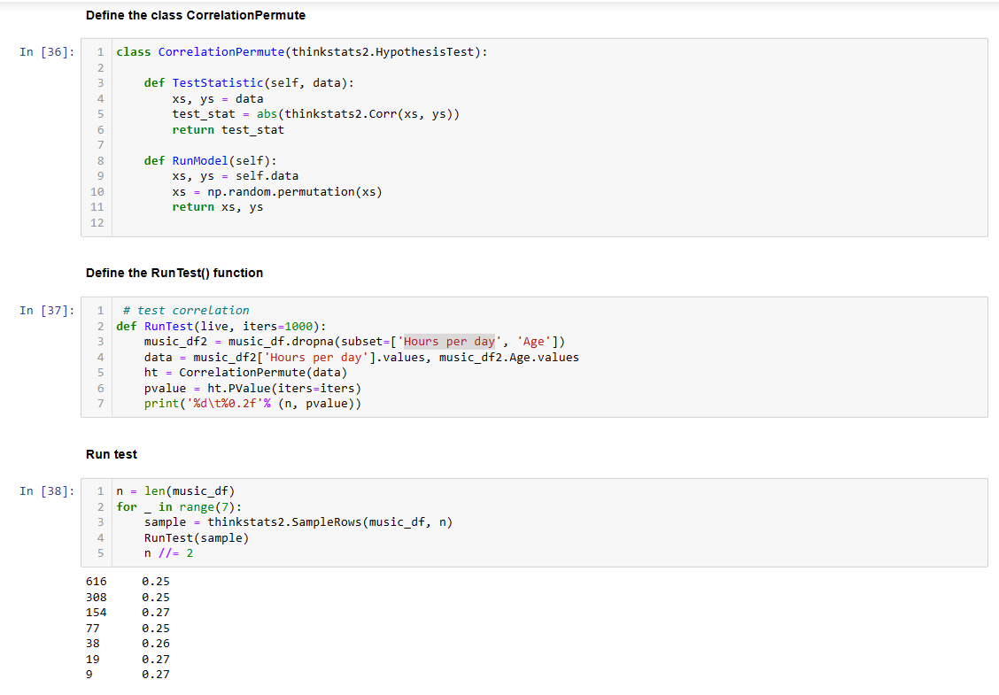 Define the class CorrelationPermute
In [36]:
1 class CorrelationPermute(thinkstats2.HypothesisTest):
2
3     def TestStatistic(self, data):
4         xs, ys = data
5         test_stat = abs(thinkstats2.Corr(xs, ys))
6         return test_stat
7
8     def RunModel(self):
9         xs, ys = self.data
10         xs = np.random.permutation(xs)
11         return xs, ys
12
Define the RunTest() function
In [37]:
1  # test correlation
2 def RunTest(live, iters=1000):
3     music_df2 = music_df.dropna(subset=['Hours per day', 'Age'])
4     data = music_df2['Hours per day'].values, music_df2.Age.values
5     ht = CorrelationPermute(data)
6     pvalue = ht.PValue(iters=iters)
7     print('%d\t%0.2f'% (n, pvalue))
Run test
In [38]:
1 n = len(music_df)
2 for _ in range(7):
3     sample = thinkstats2.SampleRows(music_df, n)
4     RunTest(sample)
5     n //= 2
616     0.25
308     0.25
154     0.27
77      0.25
38      0.26
19      0.27
9       0.27